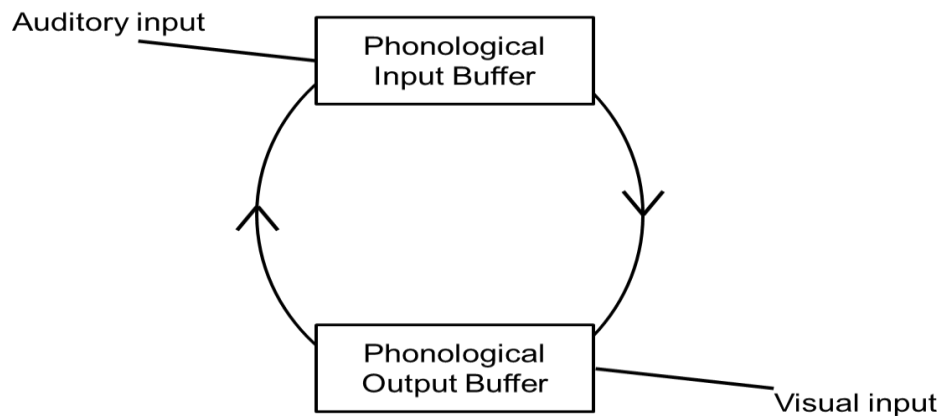 Auditory input
Phonological
Input Buffer
Phonological
Output Buffer
Visual input